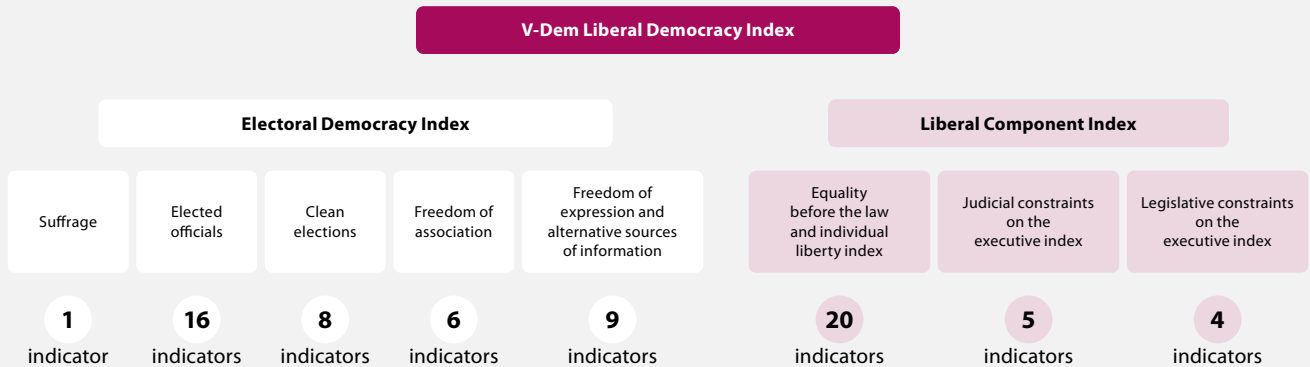 V-Dem Liberal Democracy Index
Electoral Democracy Index
Liberal Component Index
Suffrage
Elected
officials
Clean
elections
Freedom of
association
Freedom of
expression and
alternative sources
of information
Equality
before the law
and individual
liberty index
Judicial constraints
on the
executive index
Legislative constraints
on the
executive index
1
indicator
16
indicators
8
indicators
6
indicators
9
indicators
20
indicators
5
indicators
4
indicators